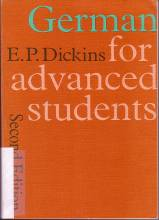 German
E.P. Dickins for
advanced
students
Second Edition